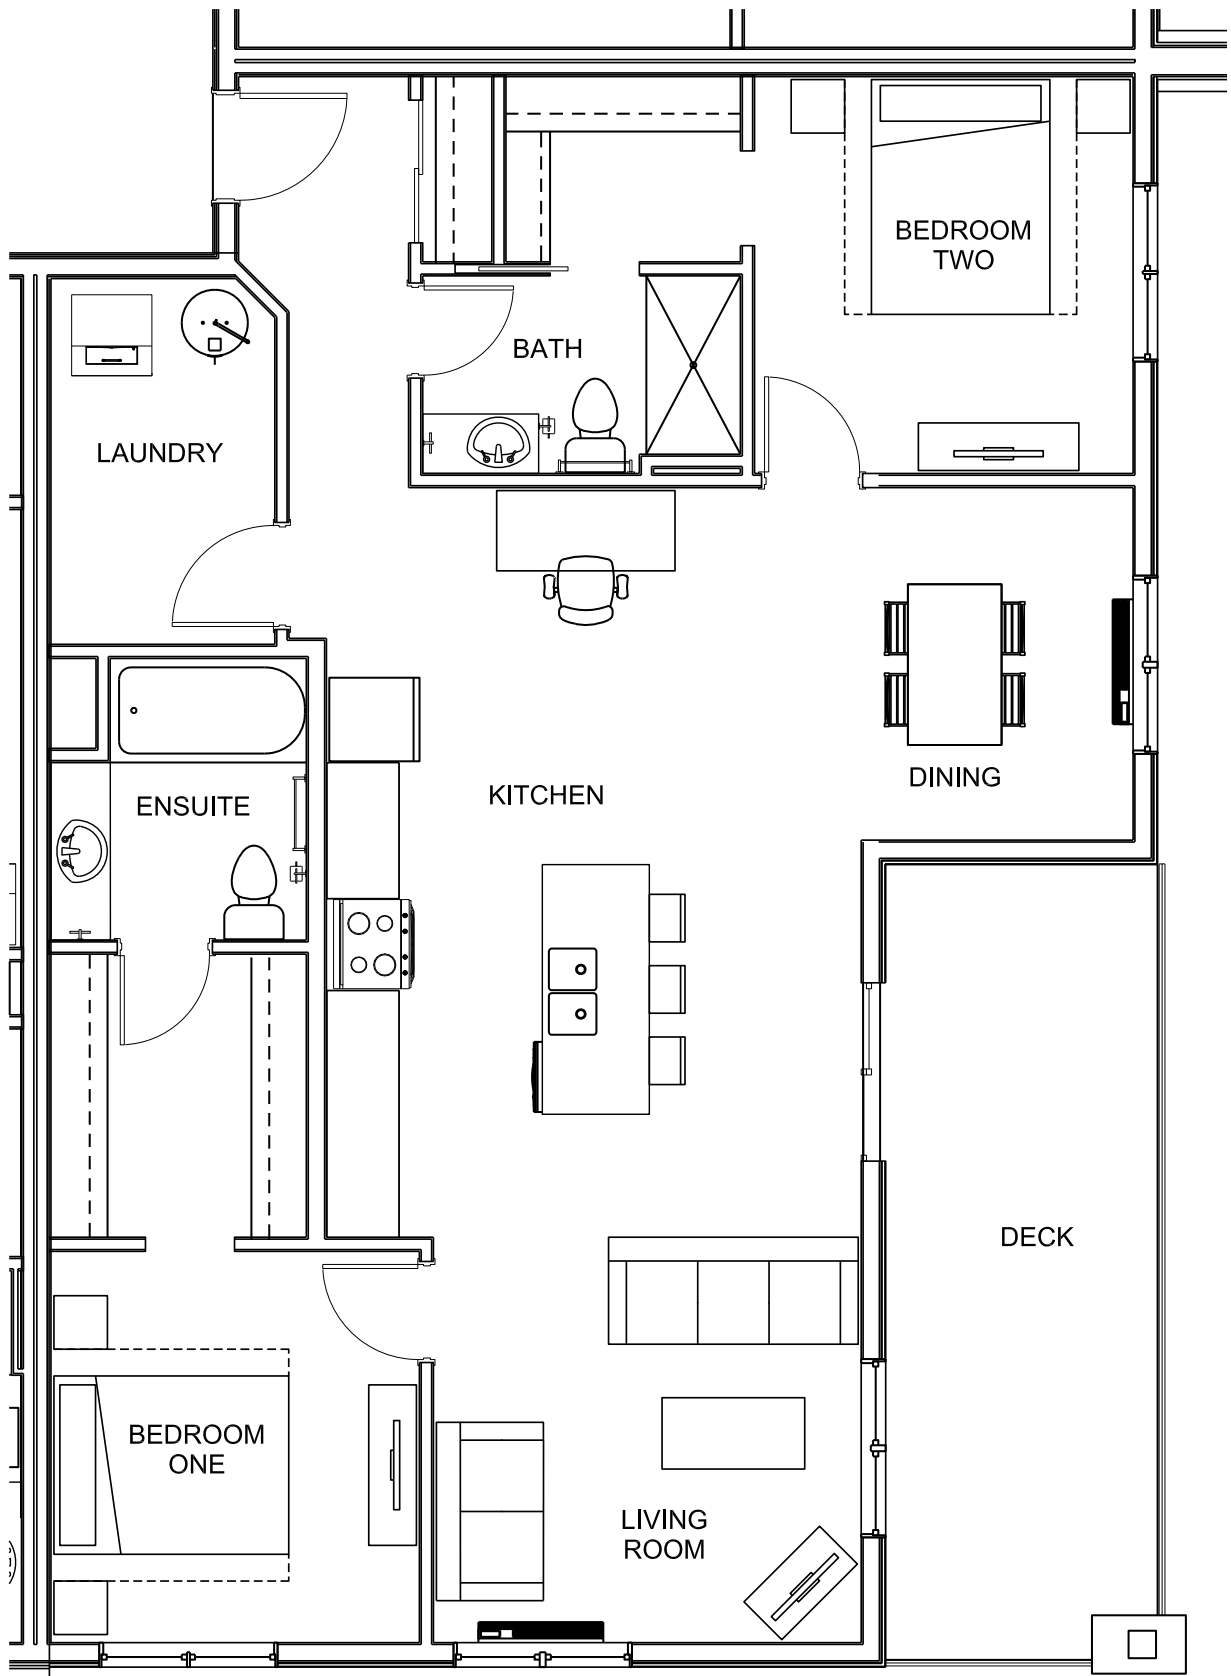 BEDROOM
TWO
BATH
LAUNDRY
DINING
KITCHEN
ENSUITE
DECK
BEDROOM
ONE
LIVING
ROOM